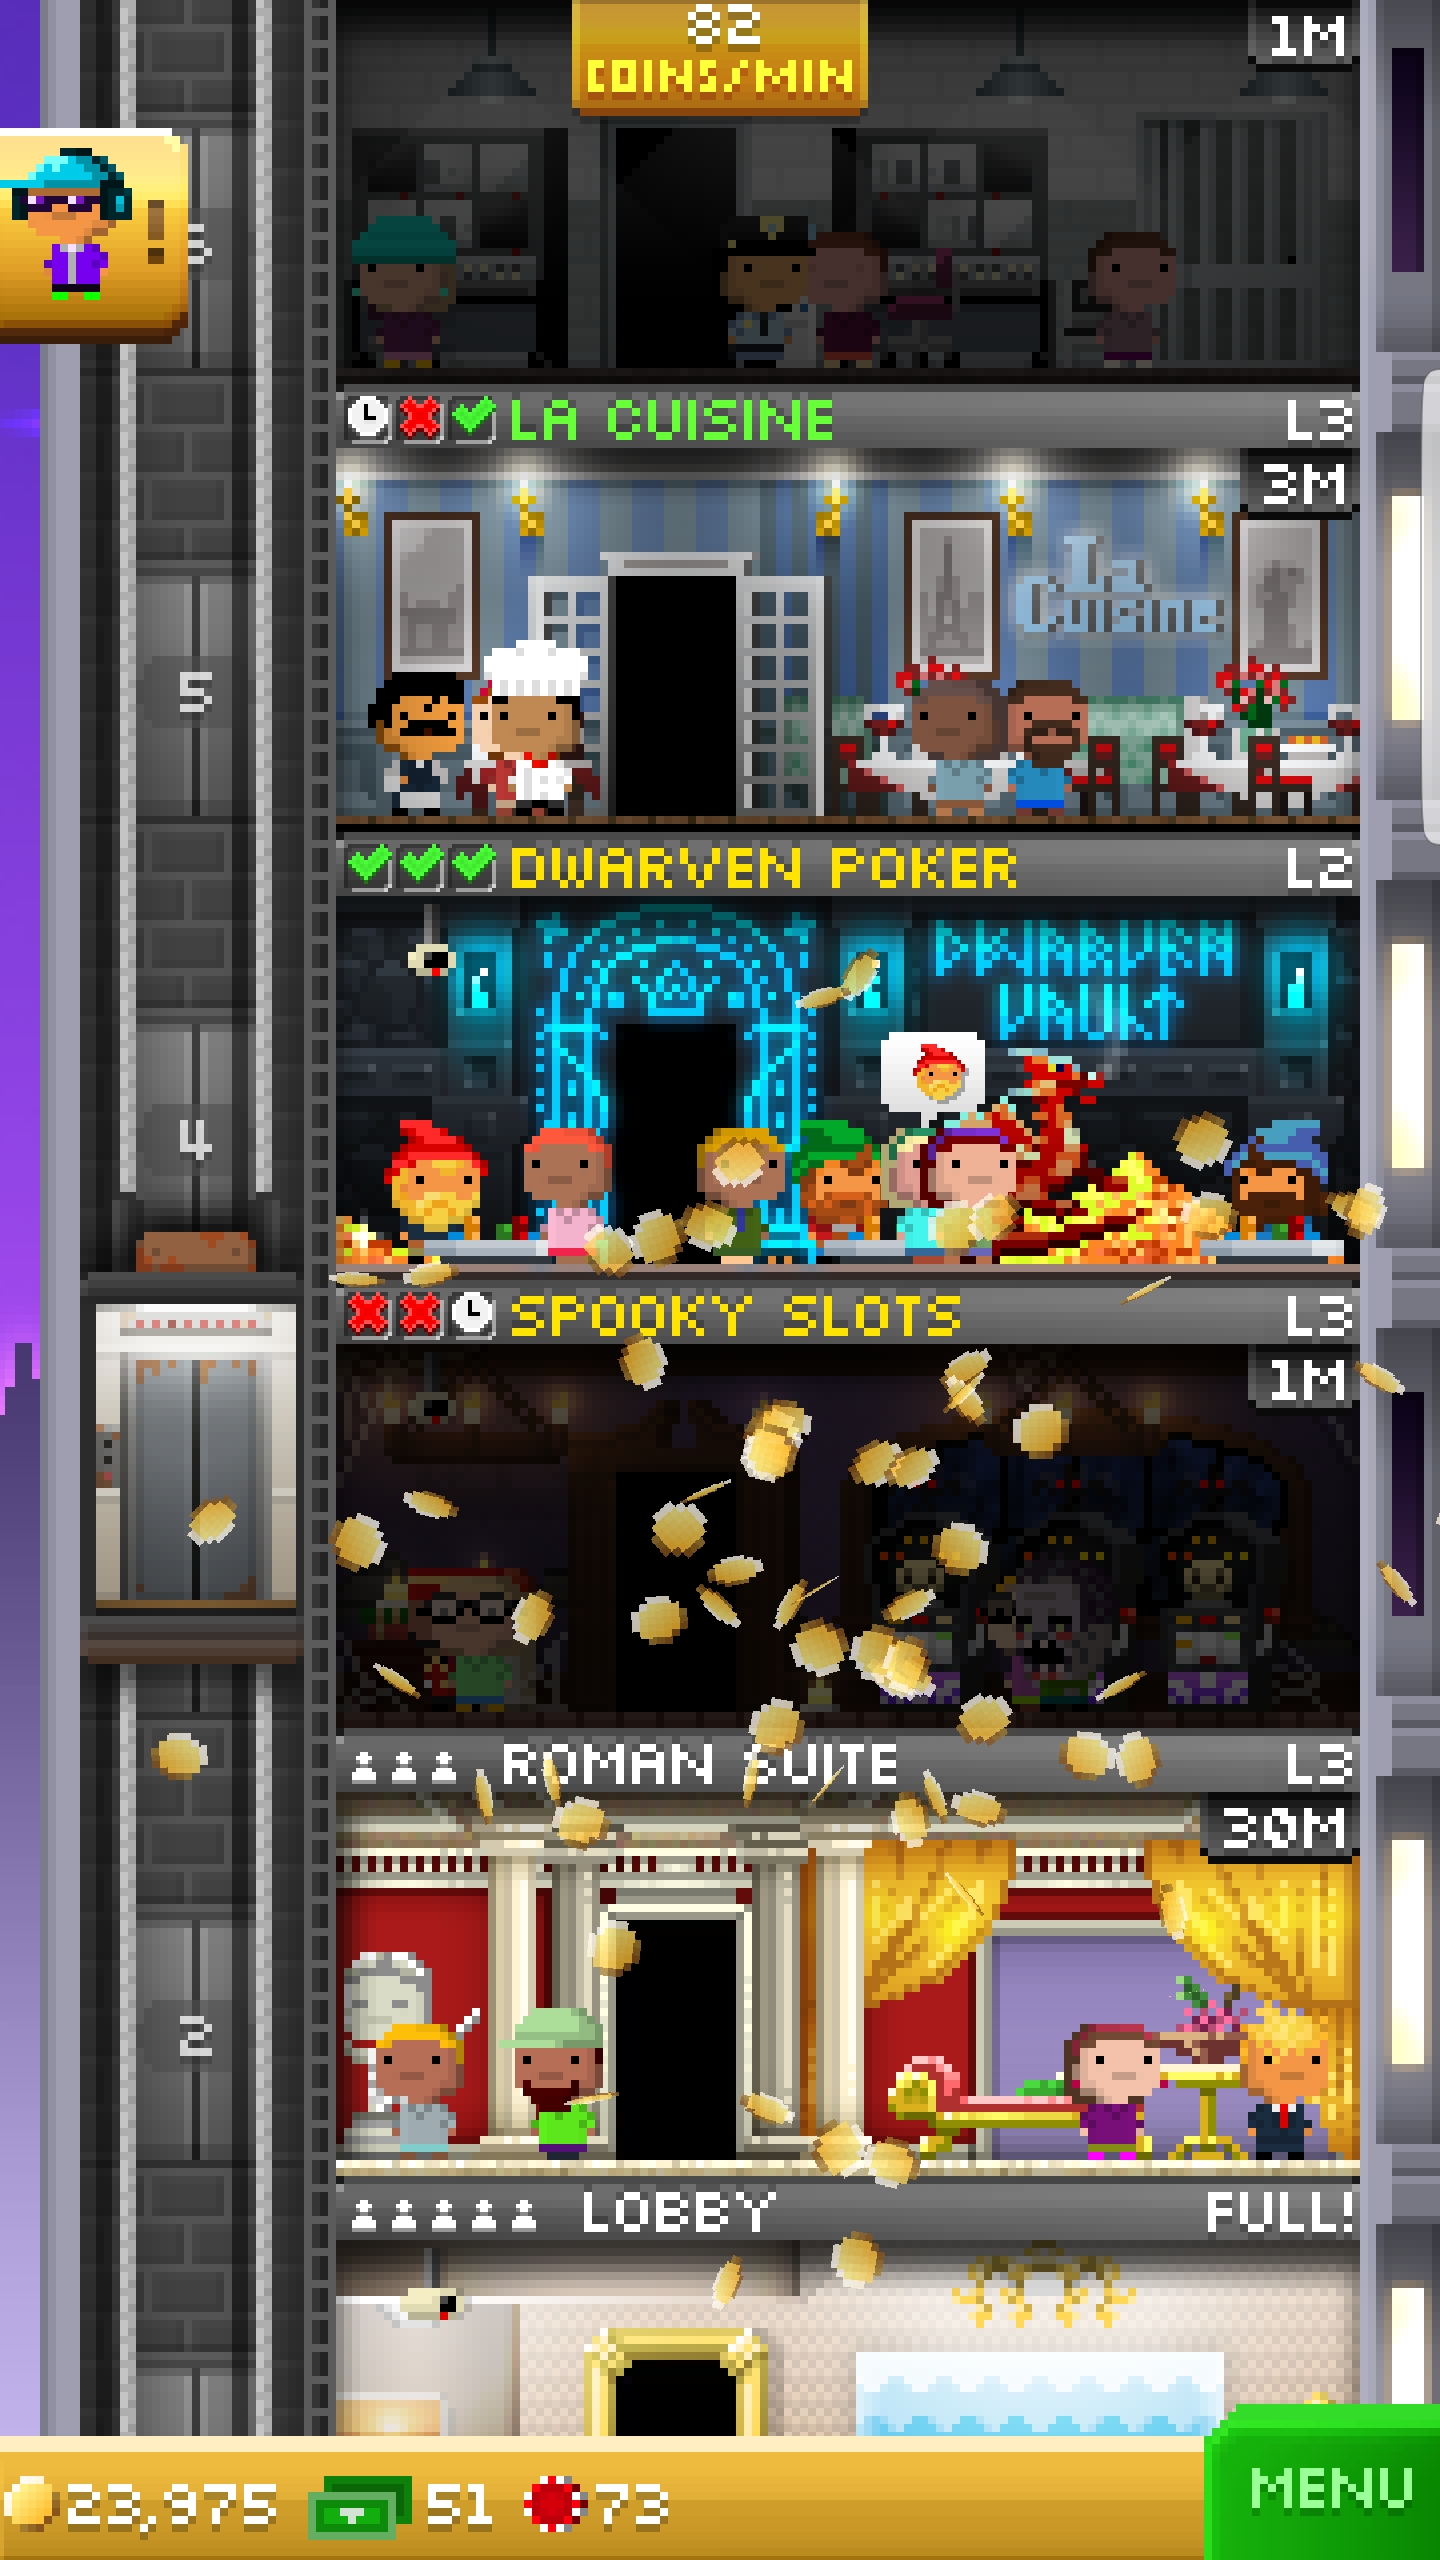 82
COINS/MIN
1M
!
5
LA CUISINE L3
3M
La
Cuisine
5
DWARVEN POKER L2
DWARVEN
VAULT
4
SPOOKY SLOTS L3
1M
ROMAN SUITE L3
30M
2
LOBBY FULL!
23,975 51 73
MENU